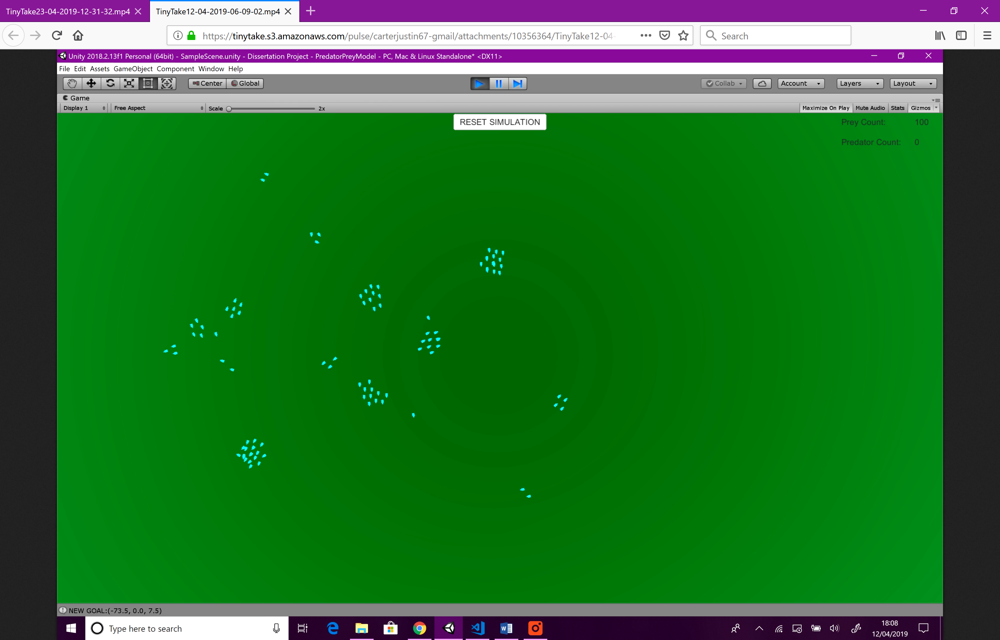 TinyTake23-04-2019-12-31-32.mp4
TinyTake12-04-2019-06-09-02.mp4
https://tinytake.s3.amazonaws.com/pulse/carterjustin67-gmail/attachments/10356364/TinyTake12-04-
Search
Unity 2018.2.13f1 Personal (64bit) - SampleScene.unity - Dissertation Project - PredatorPreyModel - PC, Mac & Linux Standalone* <DX11>
File Edit Assets GameObject Component Window Help
Center Global Collab Account Layers Layout
Game
Display 1 Free Aspect Scale 2x Maximize On Play Mute Audio Stats Gizmos
RESET SIMULATION
Prey Count: 100
Predator Count: 0
NEW GOAL:(-73.5, 0.0, 7.5)
Type here to search
18:08
12/04/2019